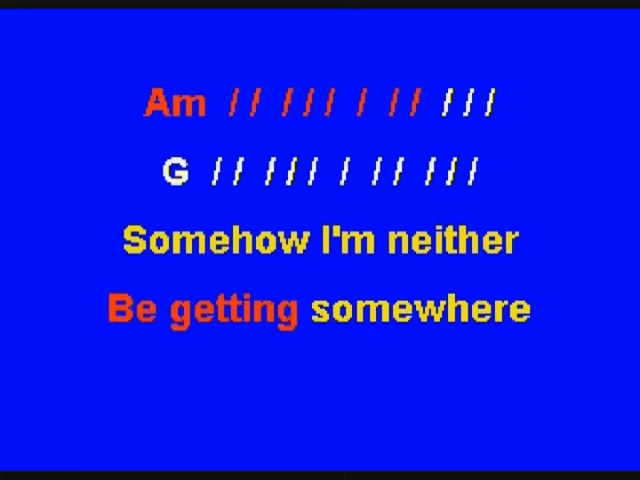 Am // /// / // ///
G // /// / // ///
Somehow I'm neither
Be getting somewhere